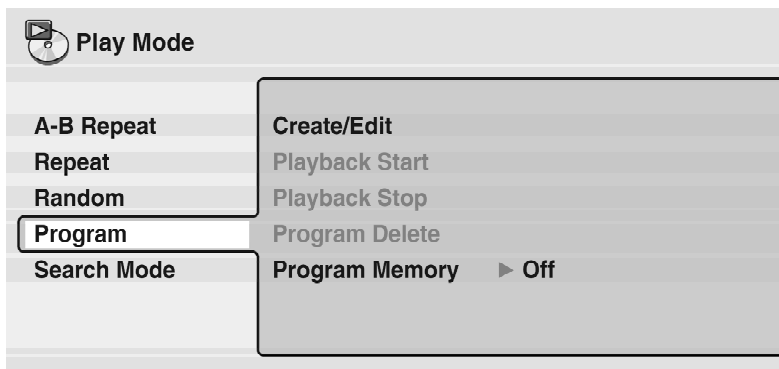 Play Mode
A-B Repeat
Repeat
Random
Program
Search Mode
Create/Edit
Playback Start
Playback Stop
Program Delete
Program Memory ▶ Off